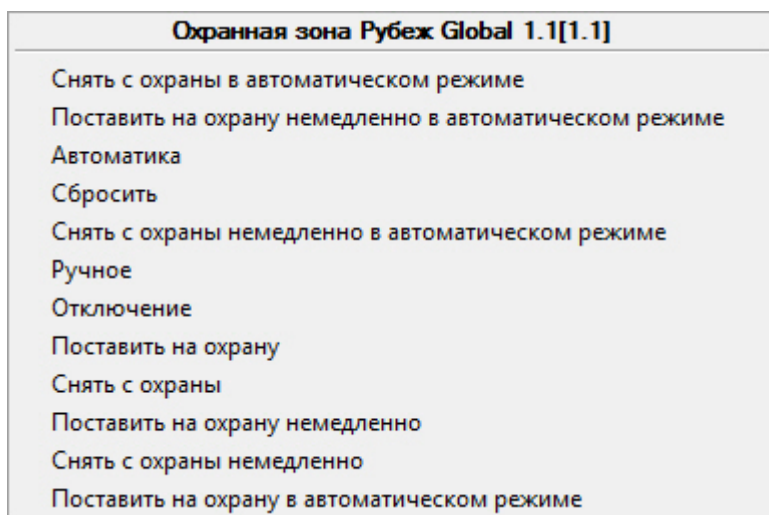 Охранная зона Рубеж Global 1.1[1.1]
Снять с охраны в автоматическом режиме
Поставить на охрану немедленно в автоматическом режиме
Автоматика
Сбросить
Снять с охраны немедленно в автоматическом режиме
Ручное
Отключение
Поставить на охрану
Снять с охраны
Поставить на охрану немедленно
Снять с охраны немедленно
Поставить на охрану в автоматическом режиме